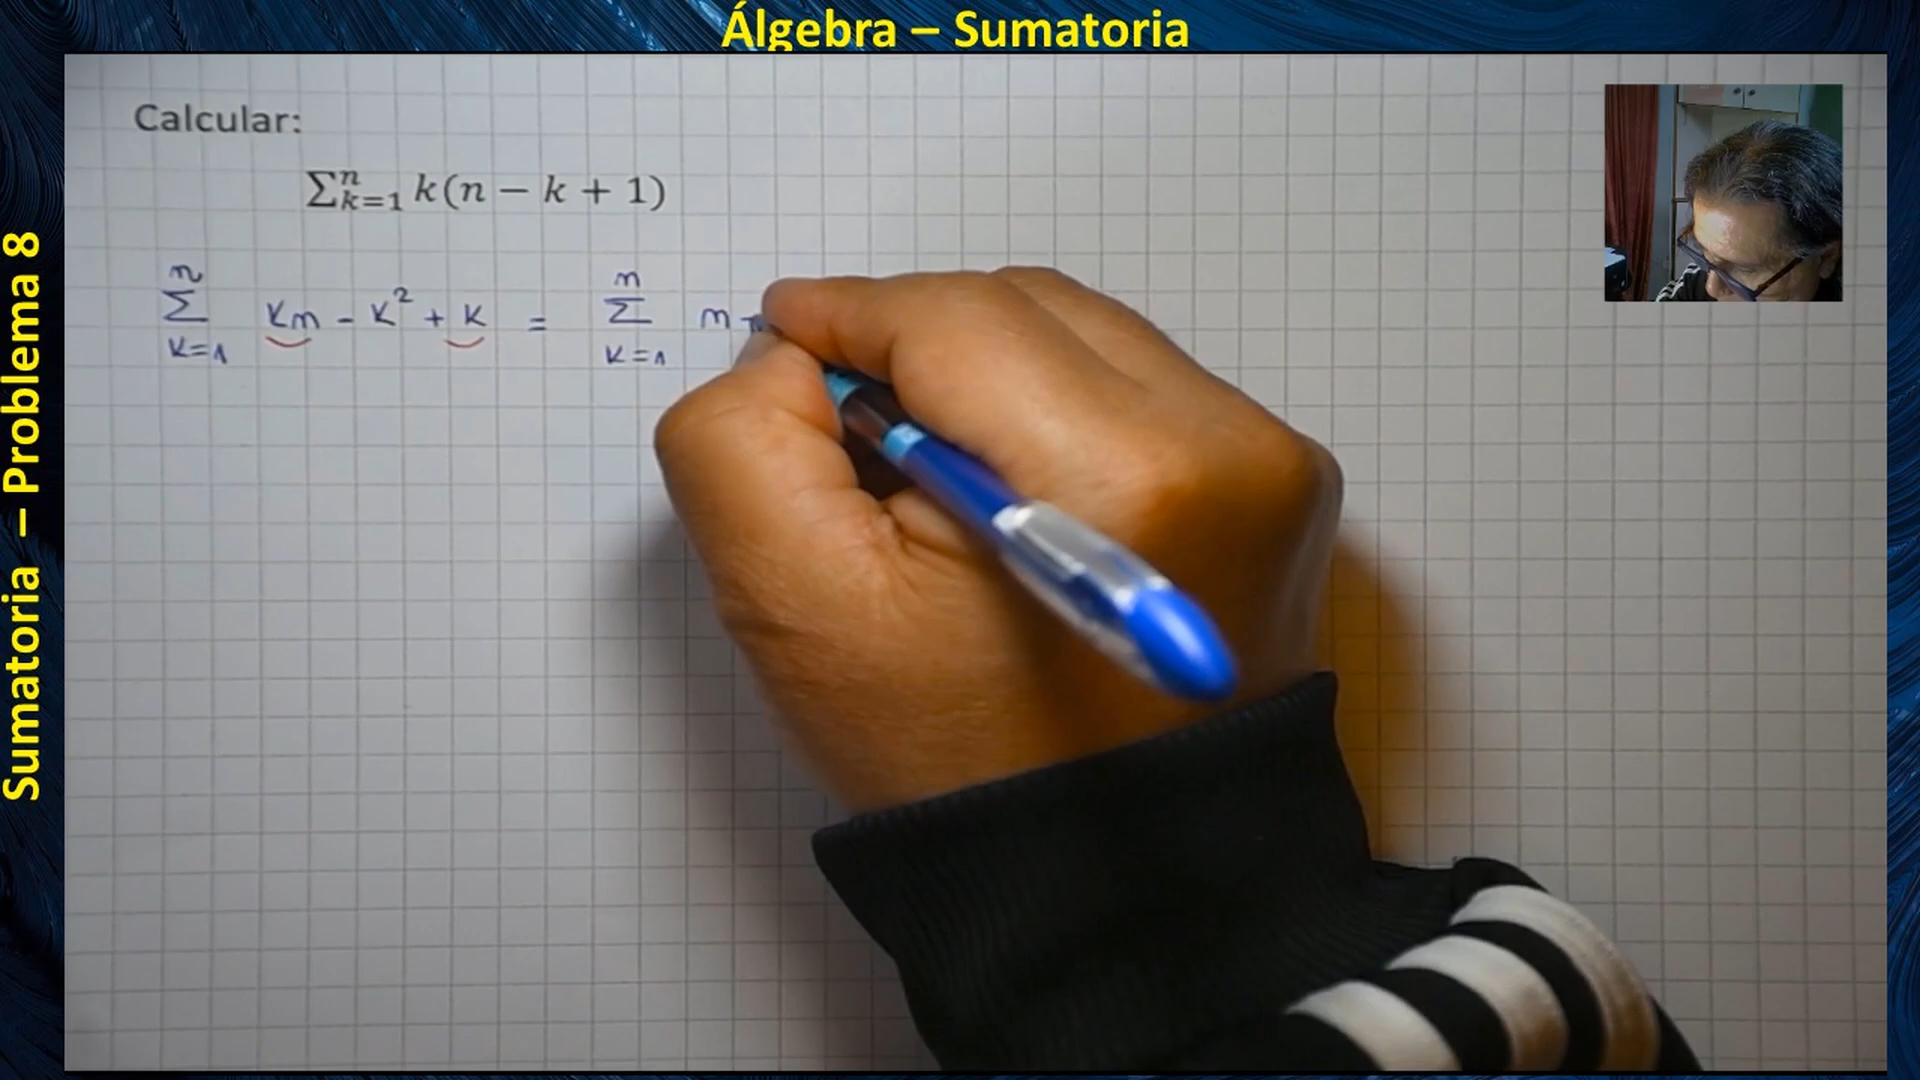 Álgebra – Sumatoria
Sumatoria – Problema 8
Calcular:
∑ⁿₖ₌₁ k(n − k + 1)
n n
∑ kn - k² + k = ∑ n
k=1 k=1